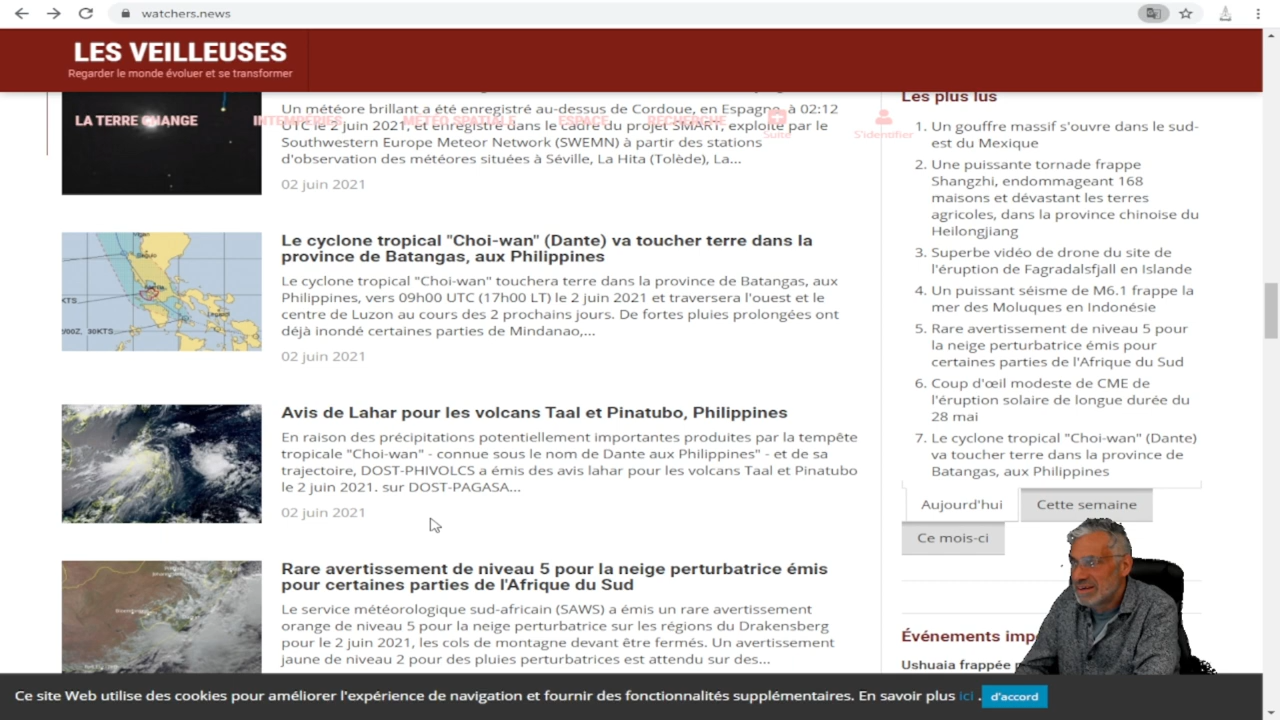 watchers.news
LES VEILLEUSES
Regarder le monde évoluer et se transformer
LA TERRE CHANGE
INTEMPÉRIES
MÉTÉO SPATIALE
ESPACE
RECHERCHE
Suite
S'identifier
Un météore brillant a été enregistré au-dessus de Cordoue, en Espagne, à 02:12
UTC le 2 juin 2021, et enregistré dans le cadre du projet SMART, exploité par le
Southwestern Europe Meteor Network (SWEMN) à partir des stations
d'observation des météores situées à Séville, La Hita (Tolède), La...
02 juin 2021
Le cyclone tropical "Choi-wan" (Dante) va toucher terre dans la
province de Batangas, aux Philippines
Le cyclone tropical "Choi-wan" touchera terre dans la province de Batangas, aux
Philippines, vers 09h00 UTC (17h00 LT) le 2 juin 2021 et traversera l'ouest et le
centre de Luzon au cours des 2 prochains jours. De fortes pluies prolongées ont
déjà inondé certaines parties de Mindanao,...
02 juin 2021
Avis de Lahar pour les volcans Taal et Pinatubo, Philippines
En raison des précipitations potentiellement importantes produites par la tempête
tropicale "Choi-wan" - connue sous le nom de Dante aux Philippines" - et de sa
trajectoire, DOST-PHIVOLCS a émis des avis lahar pour les volcans Taal et Pinatubo
le 2 juin 2021. sur DOST-PAGASA...
02 juin 2021
Rare avertissement de niveau 5 pour la neige perturbatrice émis
pour certaines parties de l'Afrique du Sud
Le service météorologique sud-africain (SAWS) a émis un rare avertissement
orange de niveau 5 pour la neige perturbatrice sur les régions du Drakensberg
pour le 2 juin 2021, les cols de montagne devant être fermés. Un avertissement
jaune de niveau 2 pour des pluies perturbatrices est attendu sur des...
Les plus lus
1. Un gouffre massif s'ouvre dans le sud-
est du Mexique
2. Une puissante tornade frappe
Shangzhi, endommageant 168
maisons et dévastant les terres
agricoles, dans la province chinoise du
Heilongjiang
3. Superbe vidéo de drone du site de
l'éruption de Fagradalsfjall en Islande
4. Un puissant séisme de M6.1 frappe la
mer des Moluques en Indonésie
5. Rare avertissement de niveau 5 pour
la neige perturbatrice émis pour
certaines parties de l'Afrique du Sud
6. Coup d'œil modeste de CME de
l'éruption solaire de longue durée du
28 mai
7. Le cyclone tropical "Choi-wan" (Dante)
va toucher terre dans la province de
Batangas, aux Philippines
Aujourd'hui
Cette semaine
Ce mois-ci
Événements imp
Ushuaia frappée
Ce site Web utilise des cookies pour améliorer l'expérience de navigation et fournir des fonctionnalités supplémentaires. En savoir plus ici . d'accord